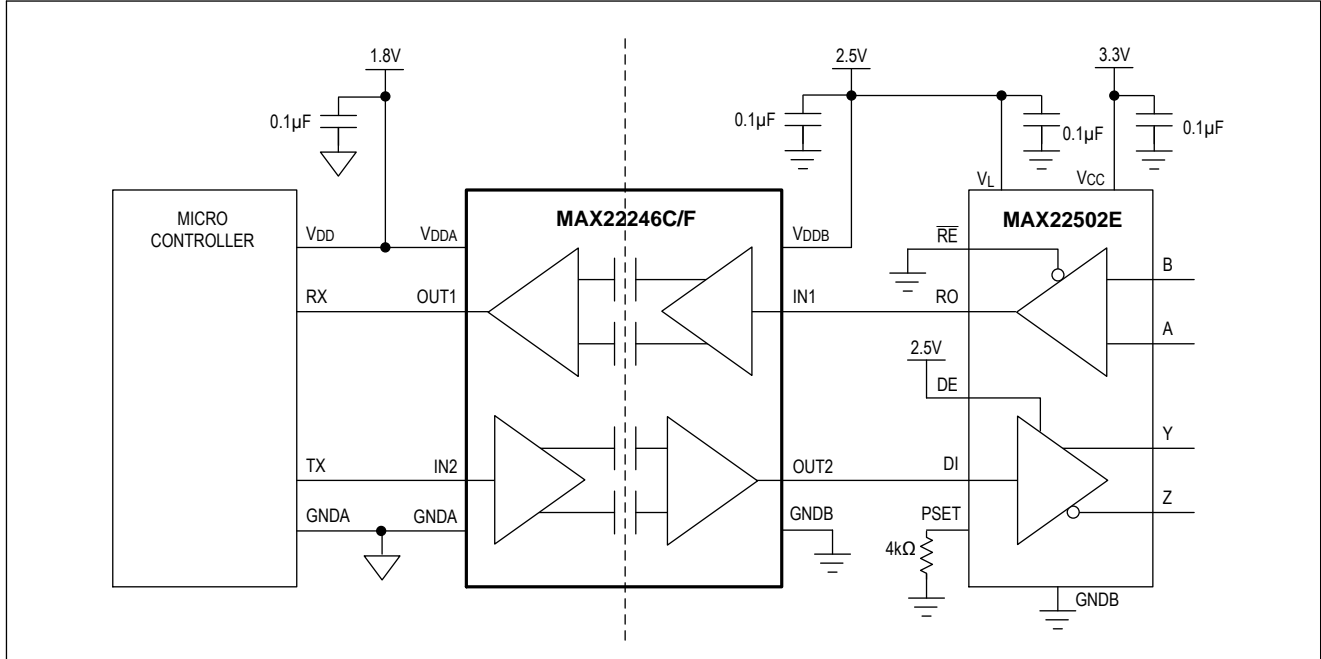 1.8V
2.5V
3.3V
0.1µF
0.1µF
0.1µF
0.1µF
VL
VCC
MICRO
CONTROLLER
MAX22246C/F
MAX22502E
VDD
VDDA
VDDB
RE
B
RX
OUT1
IN1
RO
A
2.5V
DE
Y
TX
IN2
OUT2
DI
Z
GNDA
GNDA
GNDB
PSET
4kΩ
GNDB